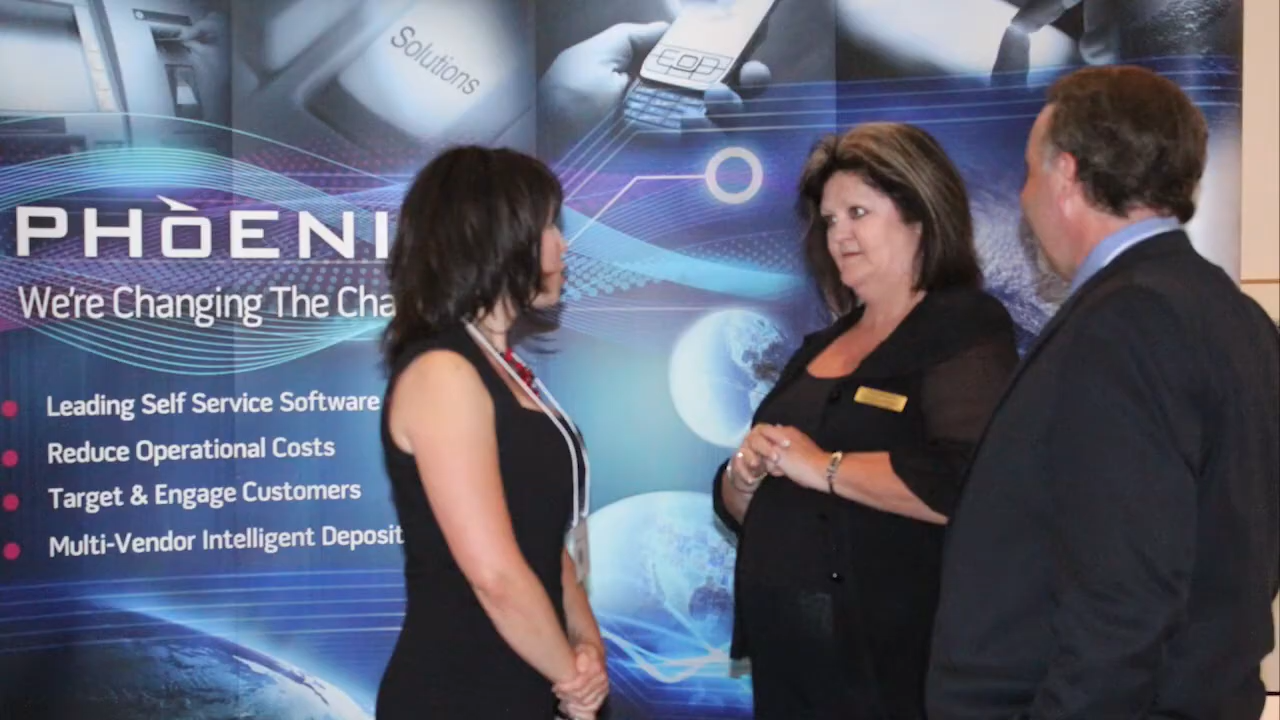 Solutions
PHOENI
We're Changing The Cha
Leading Self Service Software
Reduce Operational Costs
Target & Engage Customers
Multi-Vendor Intelligent Deposit